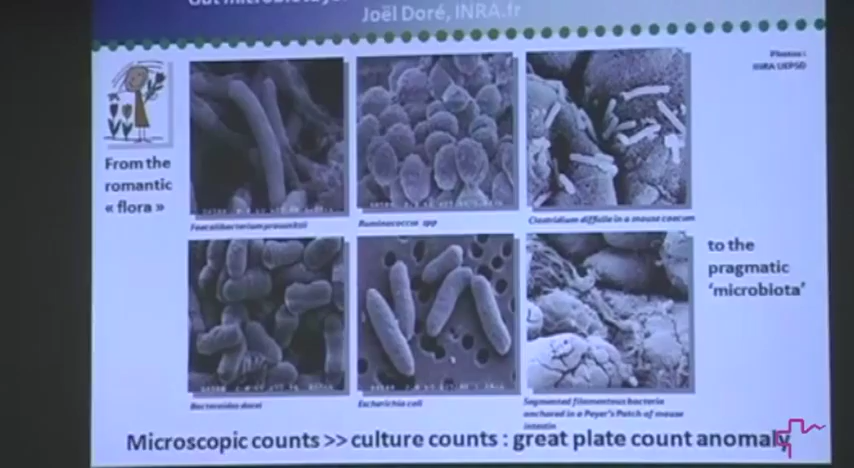 Gut microbiota
Joël Doré, INRA.fr
Photos :
INRA UEPSD
From the
romantic
« flora »
Faecalibacterium prausnitzii
Ruminococcus spp
Clostridium difficile in a mouse caecum
to the
pragmatic
‘microbiota’
Bacteroides dorei
Escherichia coli
Segmented filamentous bacteria
anchored in a Peyer's Patch of mouse
intestin
Microscopic counts >> culture counts : great plate count anomaly